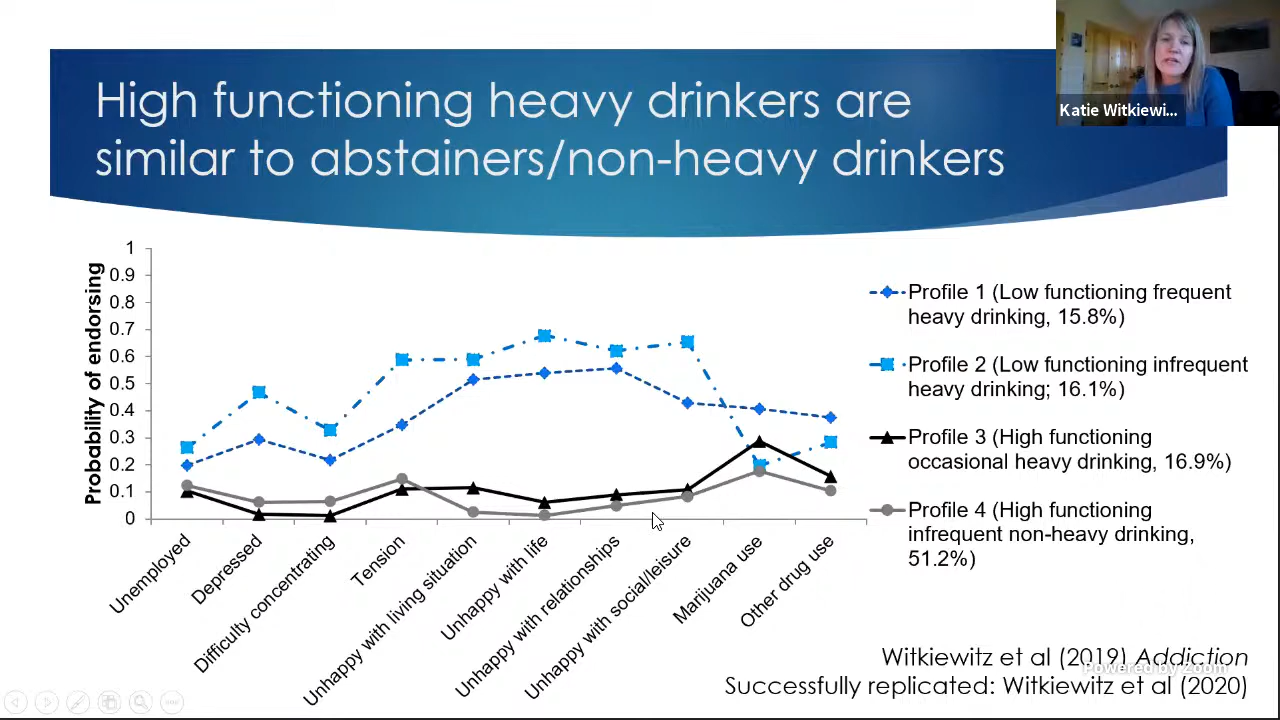 High functioning heavy drinkers are
similar to abstainers/non-heavy drinkers
Katie Witkiewi...
Probability of endorsing
1
0.9
0.8
0.7
0.6
0.5
0.4
0.3
0.2
0.1
0
Unemployed
Depressed
Difficulty concentrating
Tension
Unhappy with living situation
Unhappy with life
Unhappy with relationships
Unhappy with social/leisure
Marijuana use
Other drug use
Profile 1 (Low functioning frequent
heavy drinking, 15.8%)
Profile 2 (Low functioning infrequent
heavy drinking; 16.1%)
Profile 3 (High functioning
occasional heavy drinking, 16.9%)
Profile 4 (High functioning
infrequent non-heavy drinking,
51.2%)
Witkiewitz et al (2019) Addiction
Powered by Zoom
Successfully replicated: Witkiewitz et al (2020)